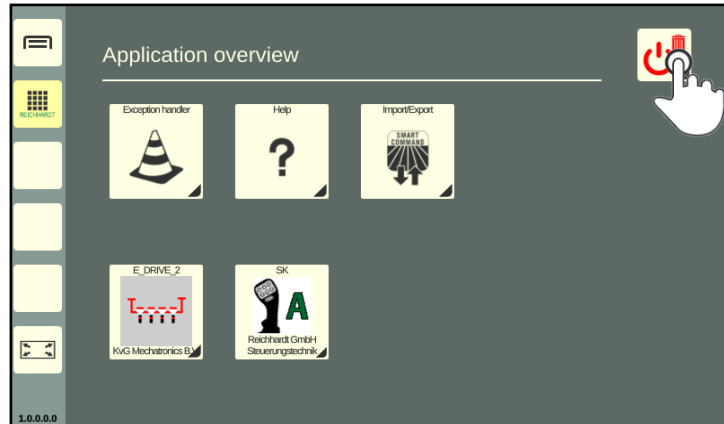 Application overview
REICHHARDT
Exception handler
Help
?
Import/Export
SMART
COMMAND
E_DRIVE_2
KvG Mechatronics B.V
SK
A
Reichhardt GmbH
Steuerungstechnik
1.0.0.0.0